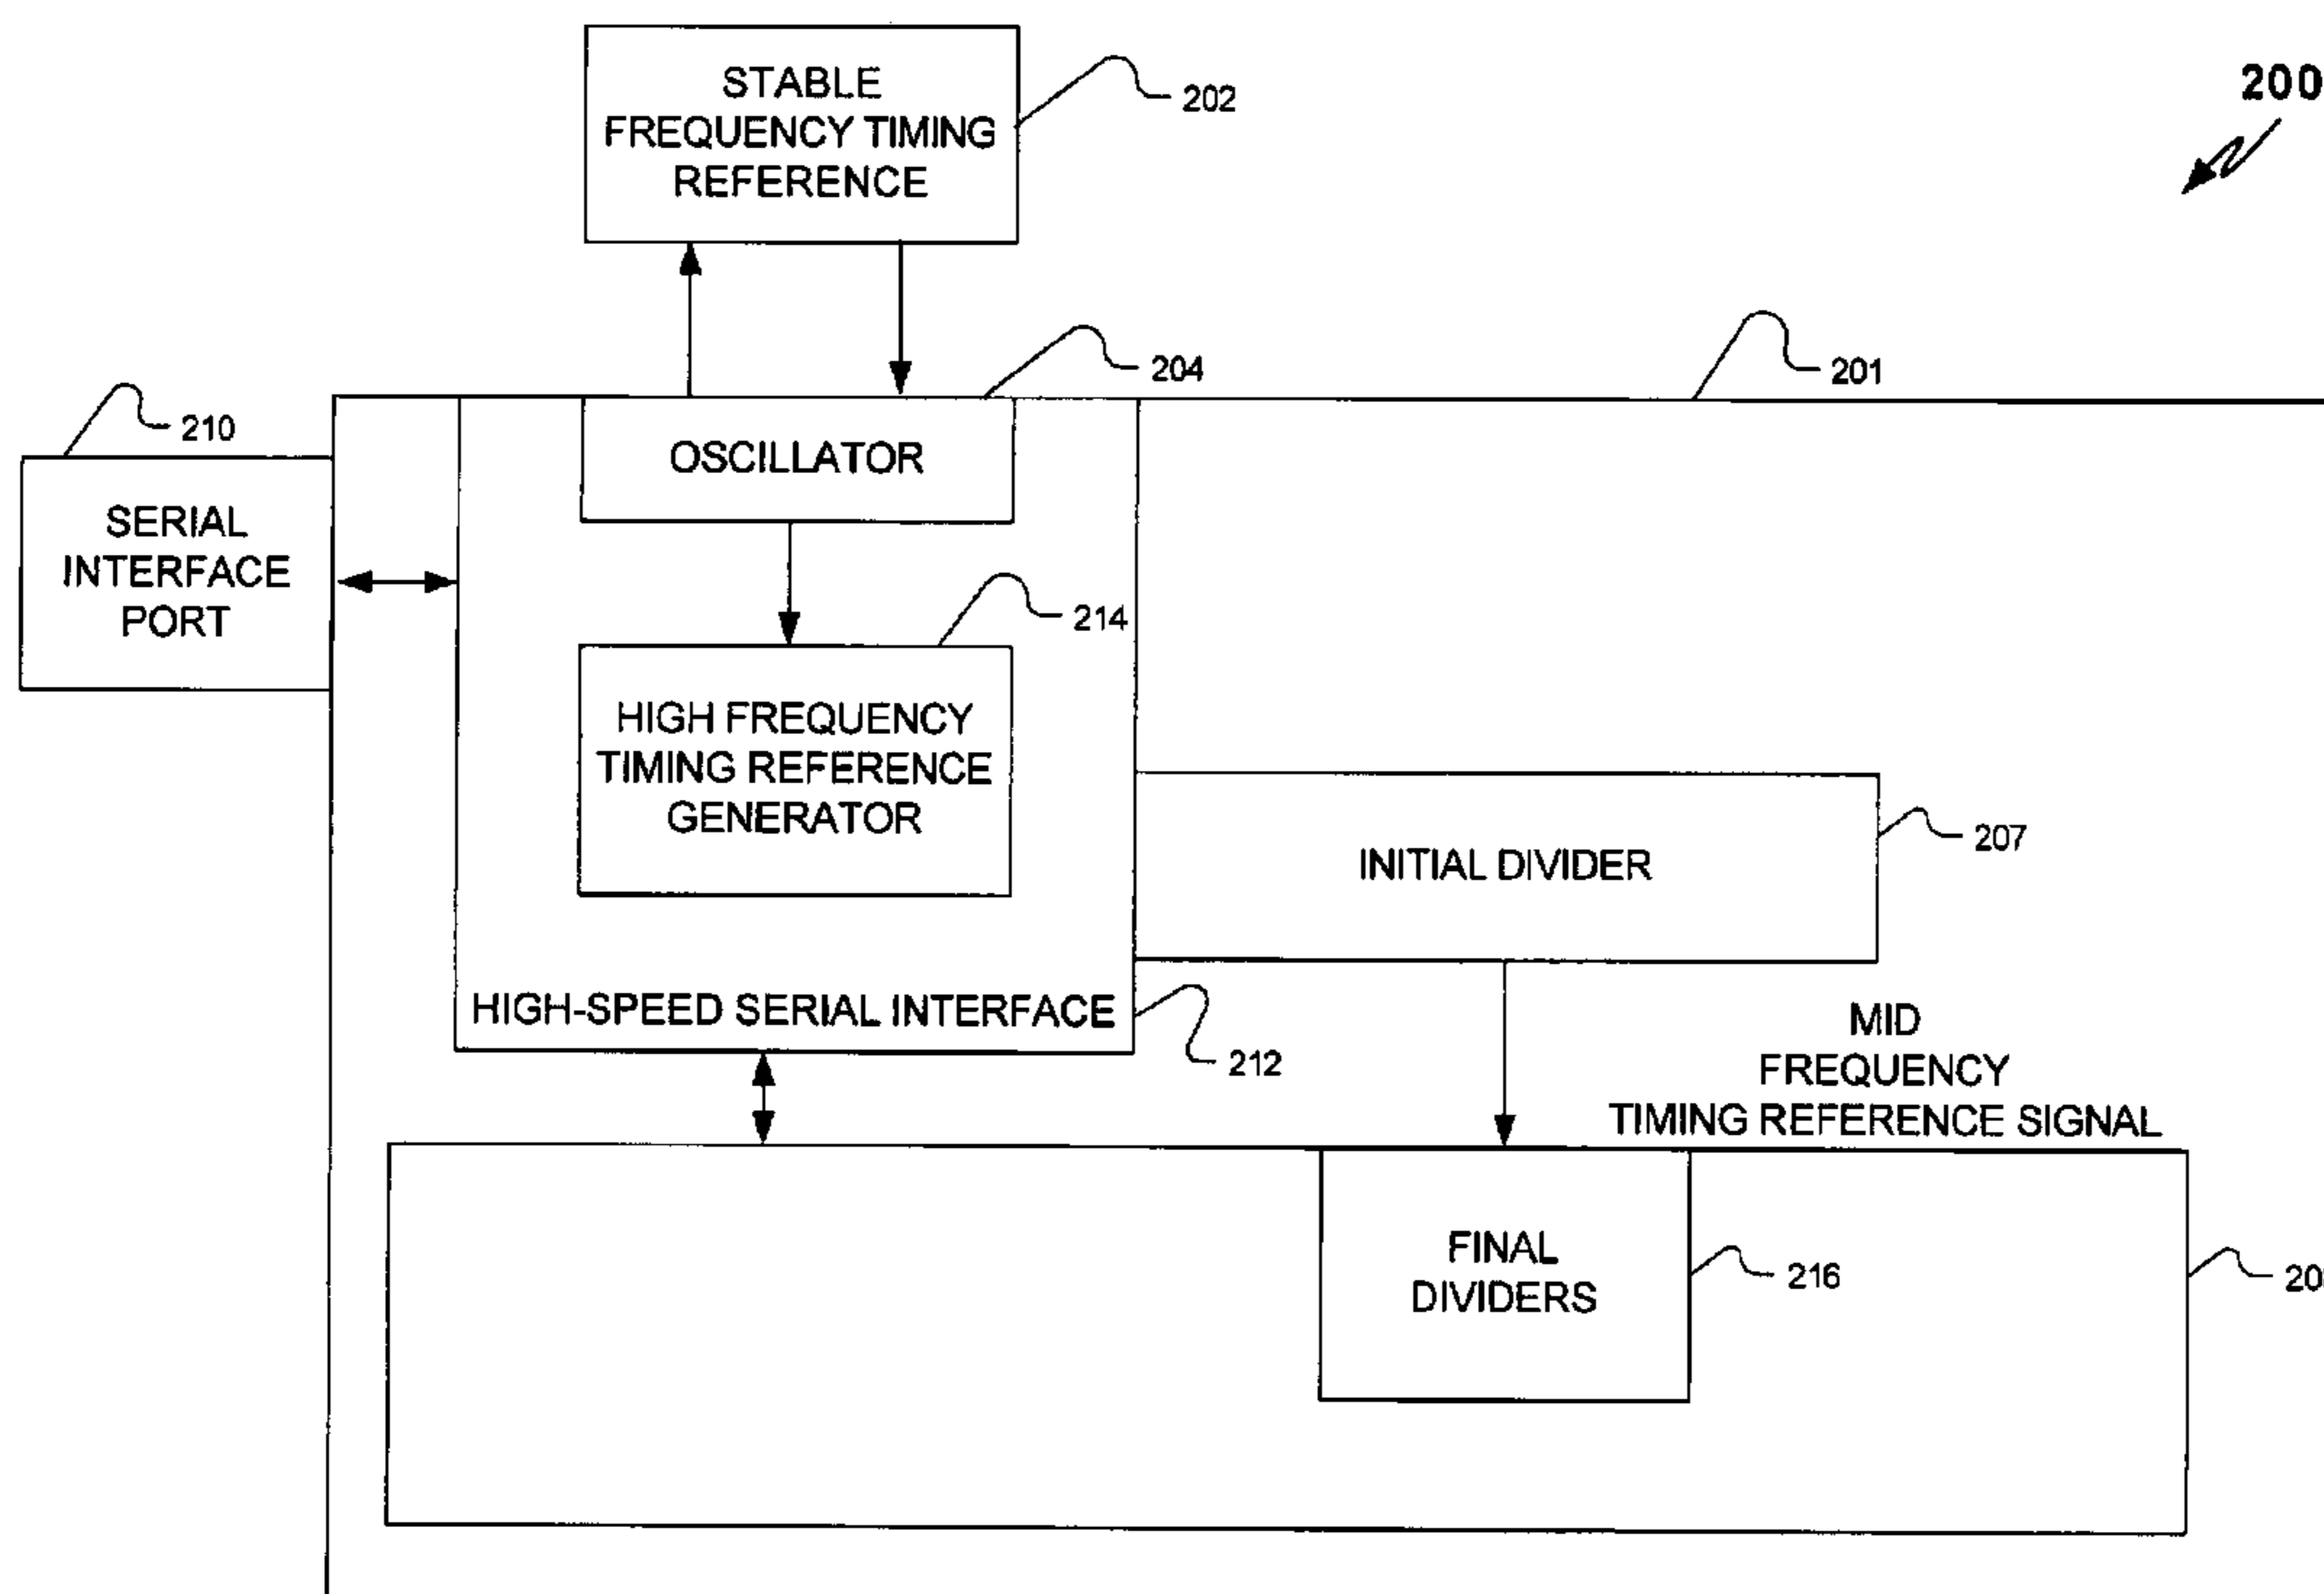 STABLE
FREQUENCY TIMING
REFERENCE
202
200
204
201
210
OSCILLATOR
SERIAL
INTERFACE
PORT
214
HIGH FREQUENCY
TIMING REFERENCE
GENERATOR
207
INITIAL DIVIDER
HIGH-SPEED SERIAL INTERFACE
212
MID
FREQUENCY
TIMING REFERENCE SIGNAL
FINAL
DIVIDERS
216